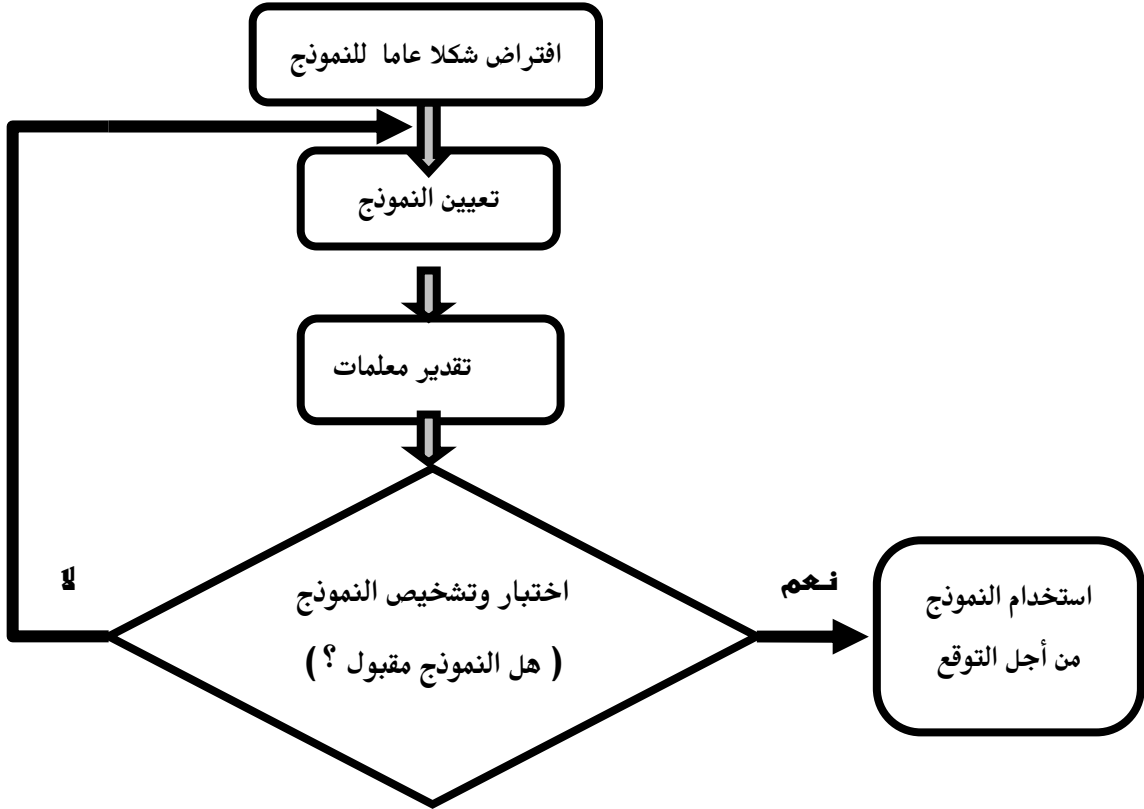 افتراض شكلا عاما للنموذج
تعيين النموذج
تقدير معلمات
اختبار وتشخيص النموذج
( هل النموذج مقبول ؟ )
لا
نعم
استخدام النموذج
من أجل التوقع